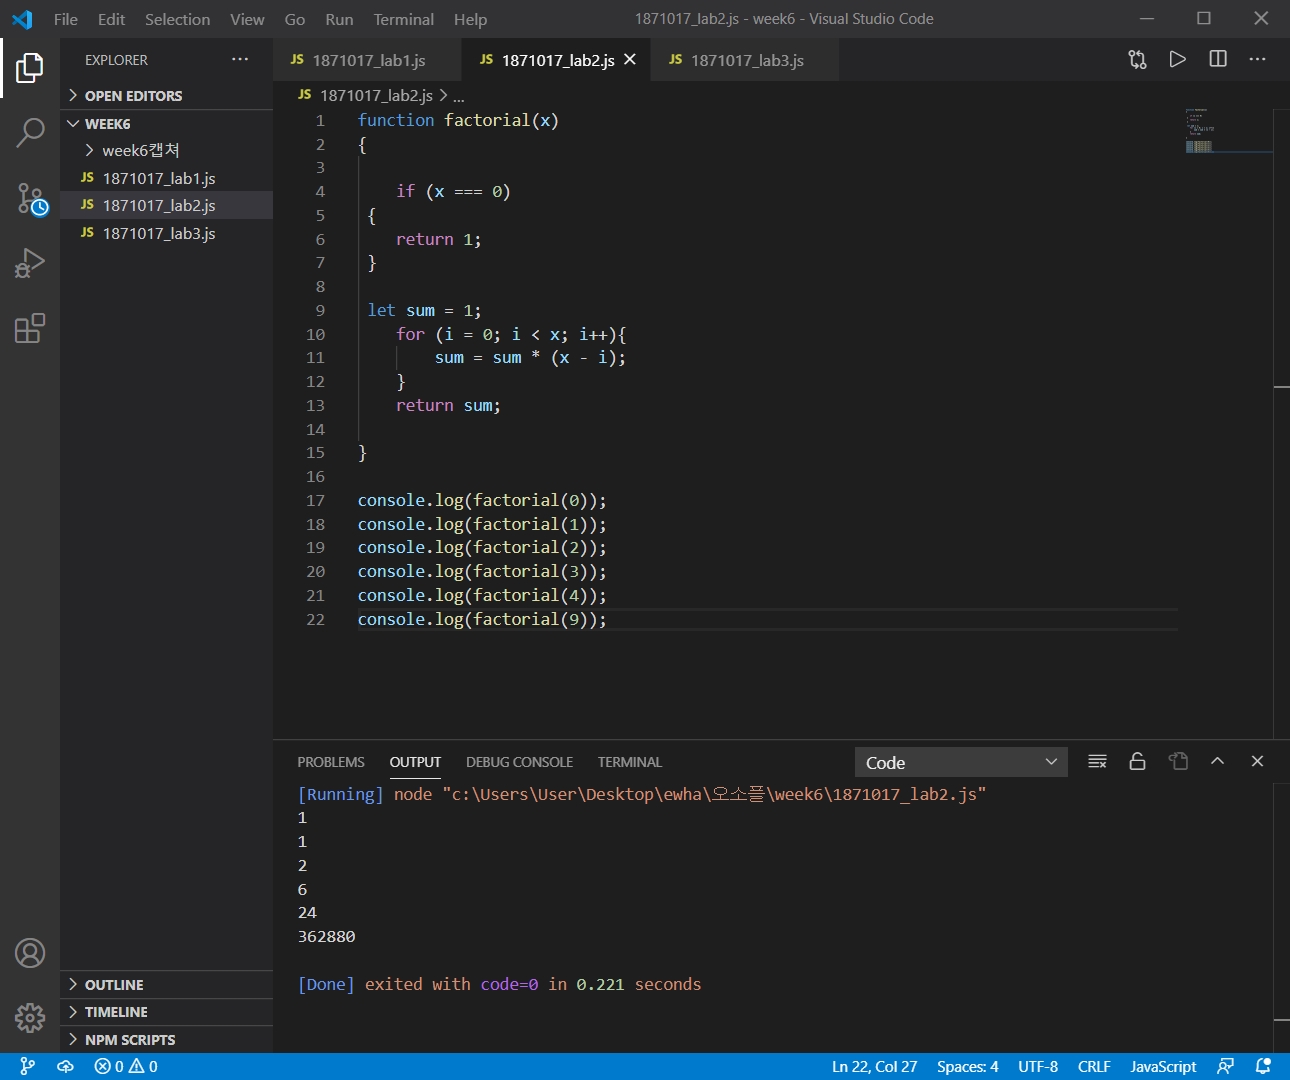 File Edit Selection View Go Run Terminal Help 1871017_lab2.js - week6 - Visual Studio Code
EXPLORER ···
JS 1871017_lab1.js JS 1871017_lab2.js JS 1871017_lab3.js
OPEN EDITORS
WEEK6
week6캡쳐
JS 1871017_lab1.js
JS 1871017_lab2.js
JS 1871017_lab3.js
OUTLINE
TIMELINE
NPM SCRIPTS
JS 1871017_lab2.js > ...
1 function factorial(x)
2 {
3
4 if (x === 0)
5 {
6 return 1;
7 }
8
9 let sum = 1;
10 for (i = 0; i < x; i++){
11 sum = sum * (x - i);
12 }
13 return sum;
14
15 }
16
17 console.log(factorial(0));
18 console.log(factorial(1));
19 console.log(factorial(2));
20 console.log(factorial(3));
21 console.log(factorial(4));
22 console.log(factorial(9));
PROBLEMS OUTPUT DEBUG CONSOLE TERMINAL Code
[Running] node "c:\Users\User\Desktop\ewha\오소플\week6\1871017_lab2.js"
1
1
2
6
24
362880
[Done] exited with code=0 in 0.221 seconds
0 0 Ln 22, Col 27 Spaces: 4 UTF-8 CRLF JavaScript